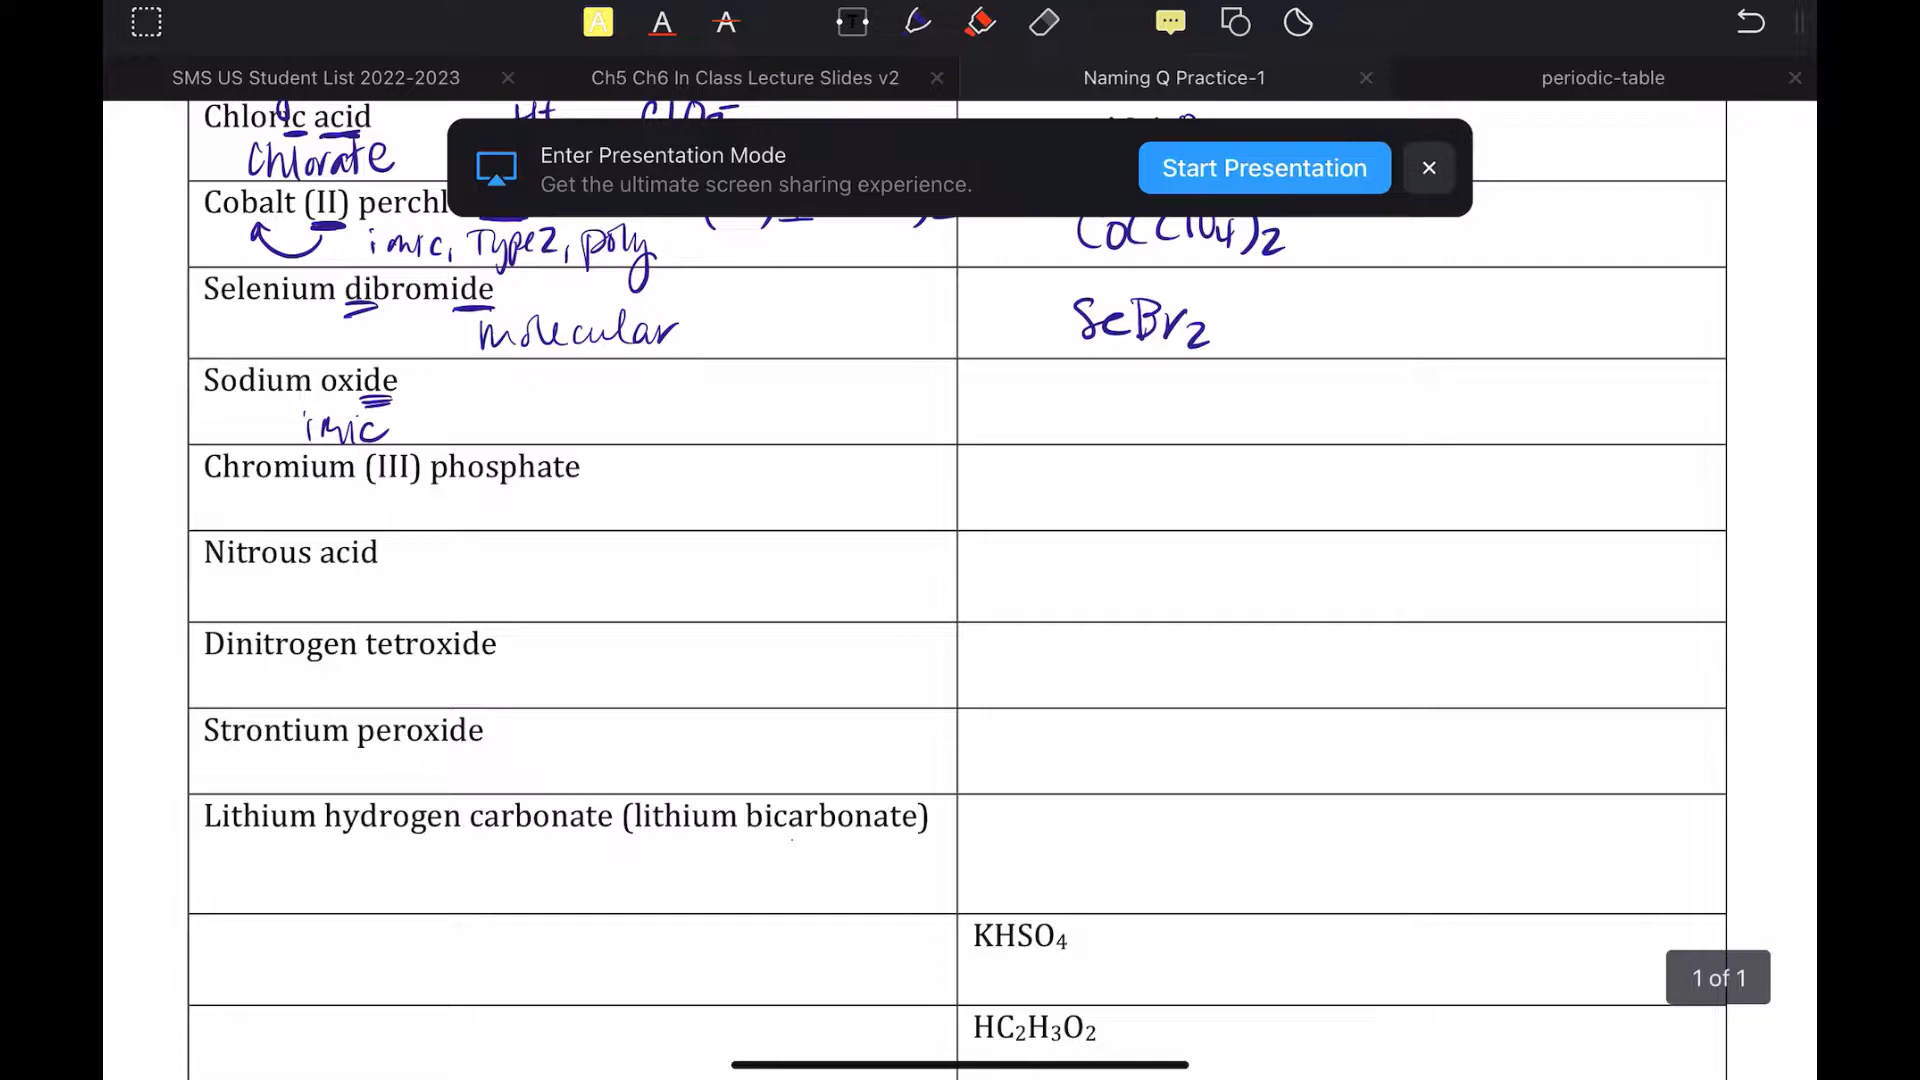 A A A T
SMS US Student List 2022-2023 Ch5 Ch6 In Class Lecture Slides v2 Naming Q Practice-1 periodic-table
Chloric acid H+
Chlorate
Enter Presentation Mode
Get the ultimate screen sharing experience.
Start Presentation
Cobalt (II) perchl
ionic, Type 2, poly
Co(ClO4)2
Selenium dibromide
molecular
SeBr2
Sodium oxide
ionic
Chromium (III) phosphate
Nitrous acid
Dinitrogen tetroxide
Strontium peroxide
Lithium hydrogen carbonate (lithium bicarbonate)
KHSO₄
1 of 1
HC₂H₃O₂